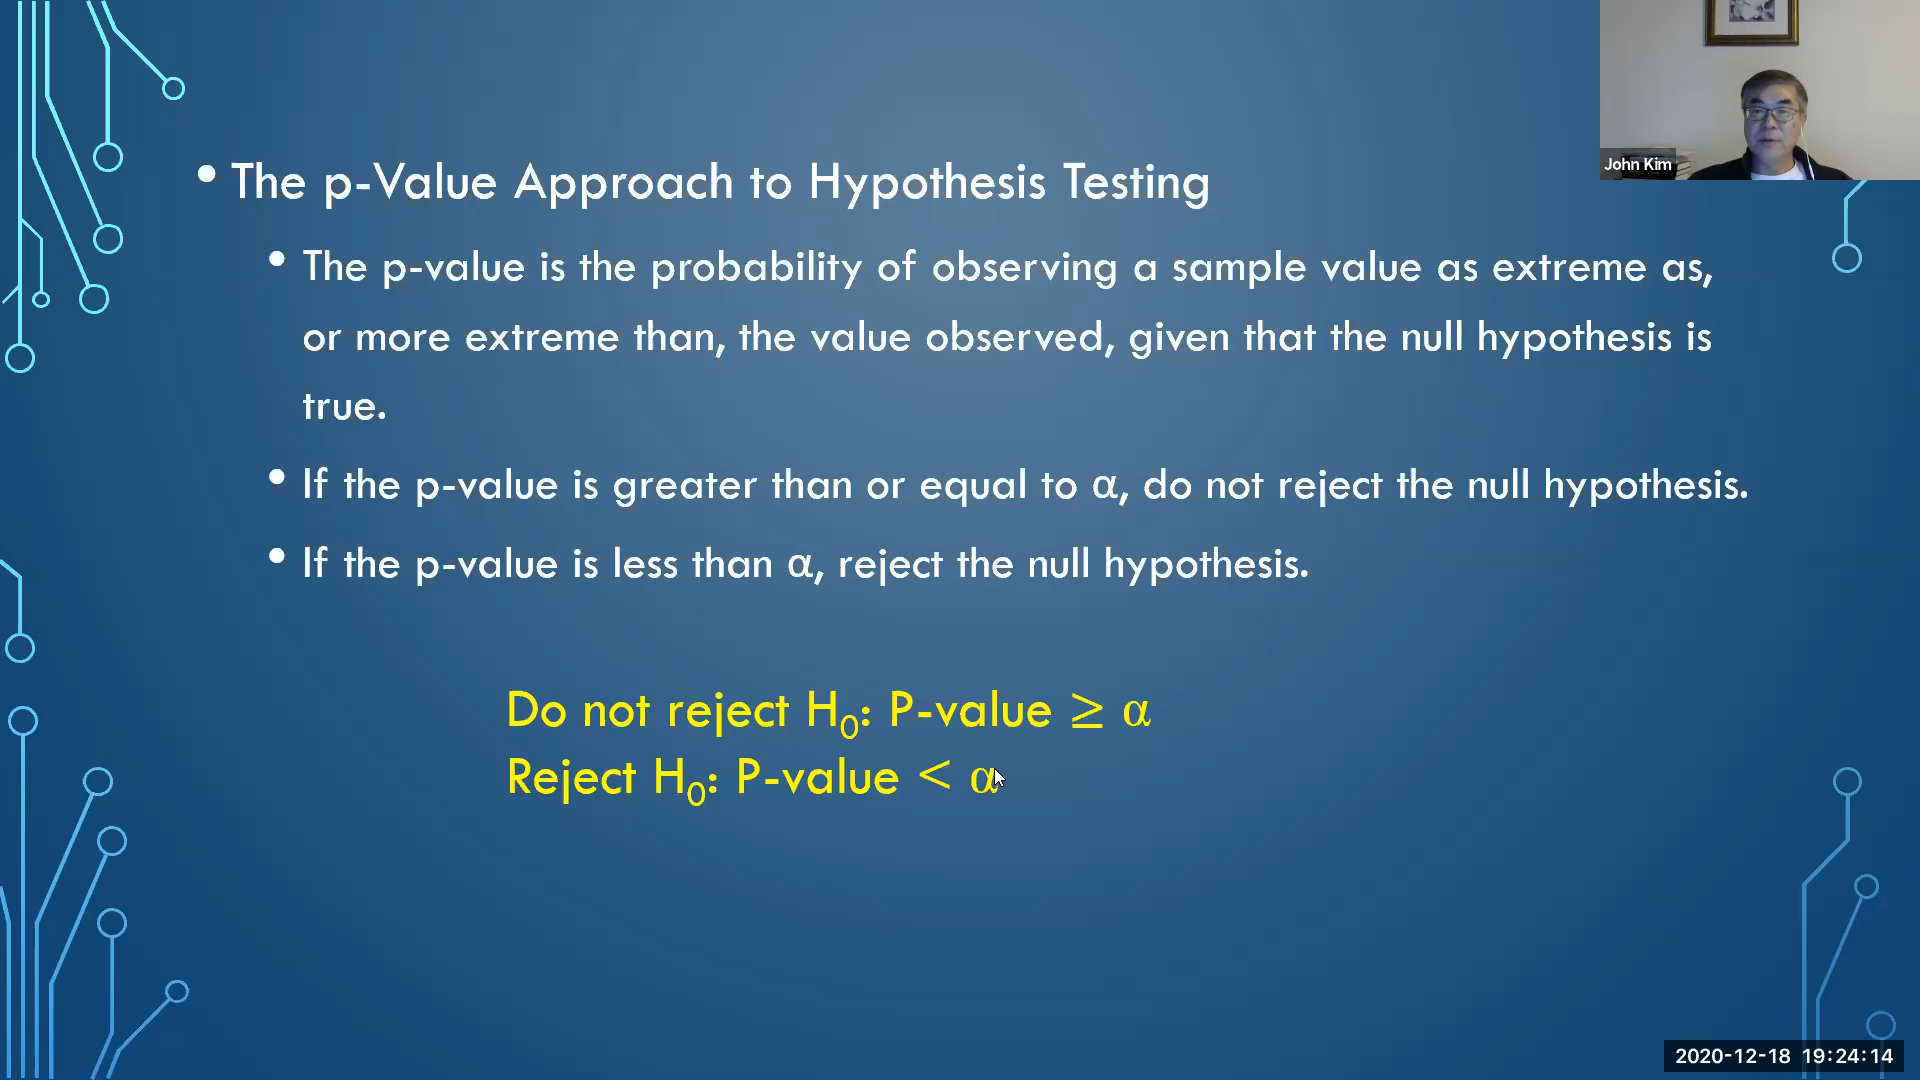 • The p-Value Approach to Hypothesis Testing
• The p-value is the probability of observing a sample value as extreme as,
or more extreme than, the value observed, given that the null hypothesis is
true.
• If the p-value is greater than or equal to α, do not reject the null hypothesis.
• If the p-value is less than α, reject the null hypothesis.
Do not reject H₀: P-value ≥ α
Reject H₀: P-value < α
John Kim
2020-12-18 19:24:14